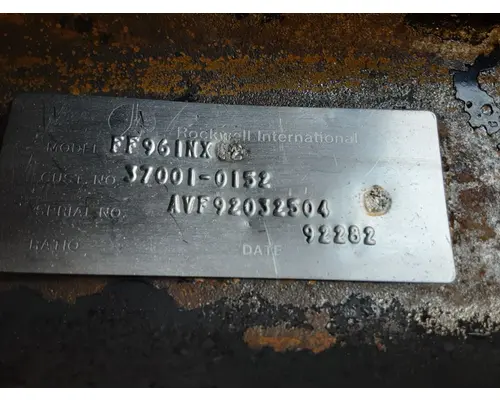 Rockwell International
MODEL FF961NX
CUST. NO. 37001-0152
SERIAL NO. AVF92032504
RATIO DATE 92282